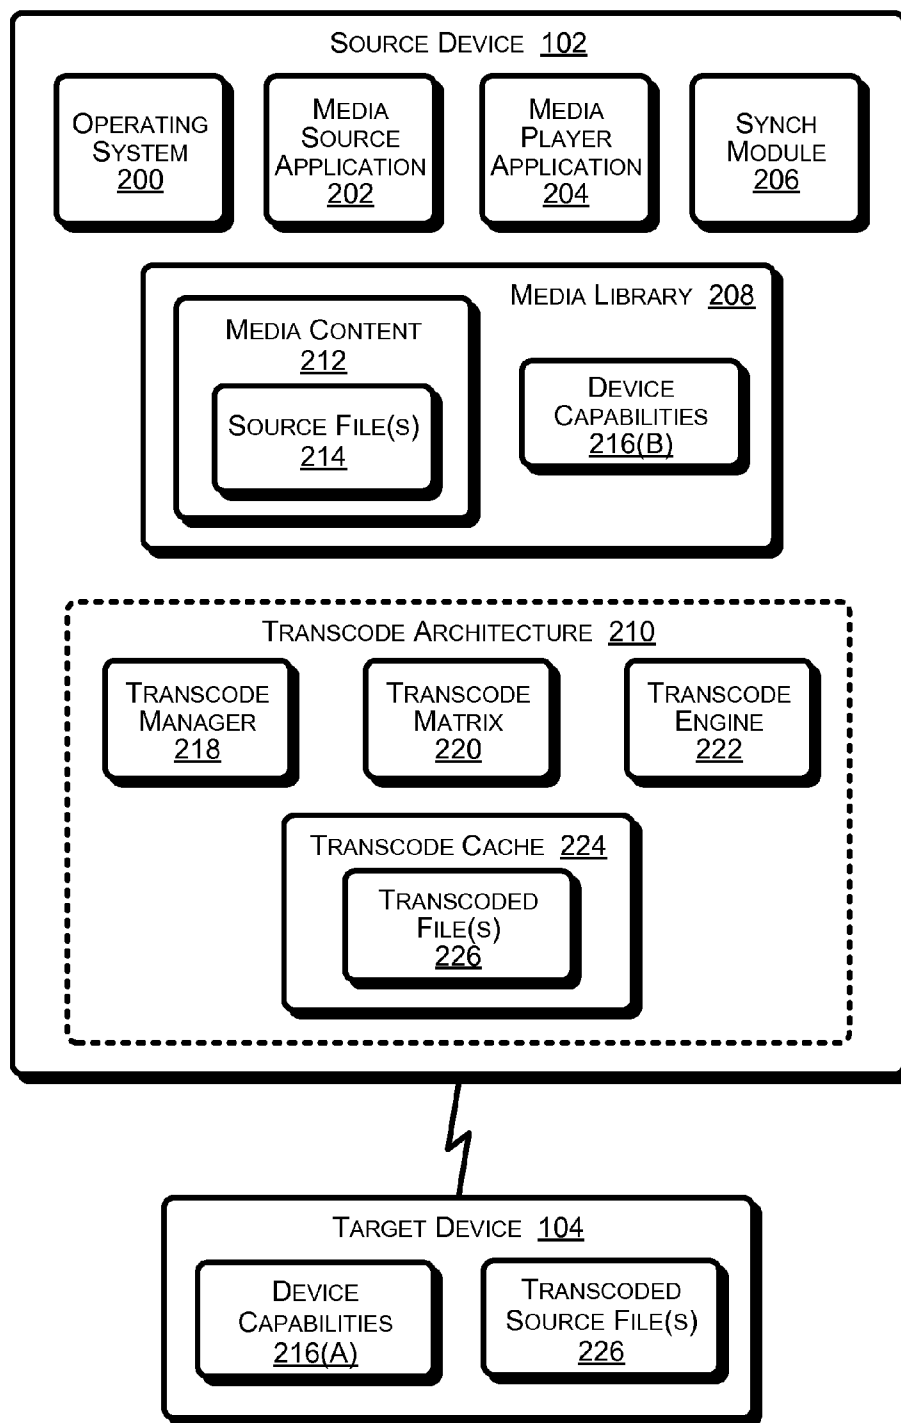 SOURCE DEVICE 102
OPERATING
SYSTEM
200
MEDIA
SOURCE
APPLICATION
202
MEDIA
PLAYER
APPLICATION
204
SYNCH
MODULE
206
MEDIA LIBRARY 208
MEDIA CONTENT
212
SOURCE FILE(S)
214
DEVICE
CAPABILITIES
216(B)
TRANSCODE ARCHITECTURE 210
TRANSCODE
MANAGER
218
TRANSCODE
MATRIX
220
TRANSCODE
ENGINE
222
TRANSCODE CACHE 224
TRANSCODED
FILE(S)
226
TARGET DEVICE 104
DEVICE
CAPABILITIES
216(A)
TRANSCODED
SOURCE FILE(S)
226